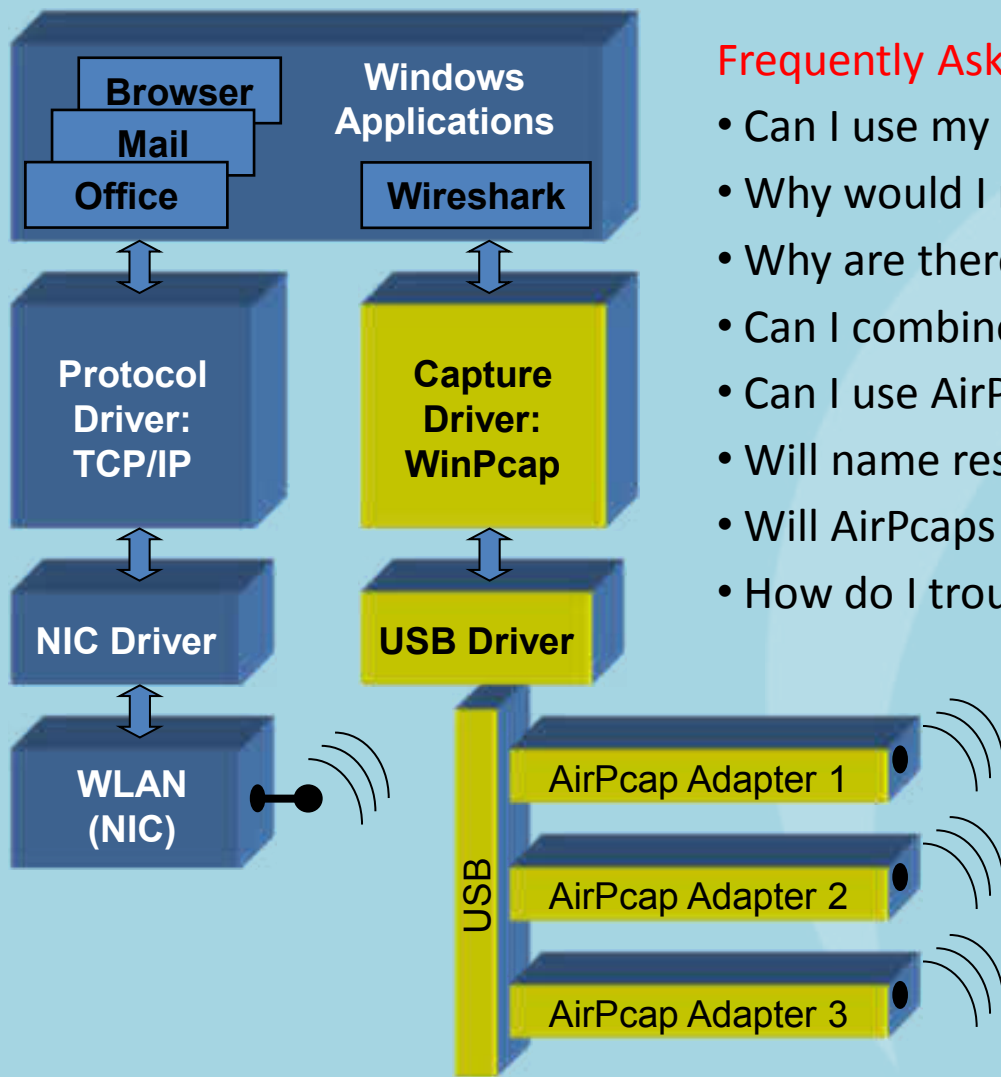 Windows
Applications
Browser
Mail
Office
Wireshark
Protocol
Driver:
TCP/IP
Capture
Driver:
WinPcap
NIC Driver
USB Driver
WLAN
(NIC)
USB
AirPcap Adapter 1
AirPcap Adapter 2
AirPcap Adapter 3
Frequently Ask
• Can I use my
• Why would I
• Why are there
• Can I combine
• Can I use AirP
• Will name res
• Will AirPcaps
• How do I trou